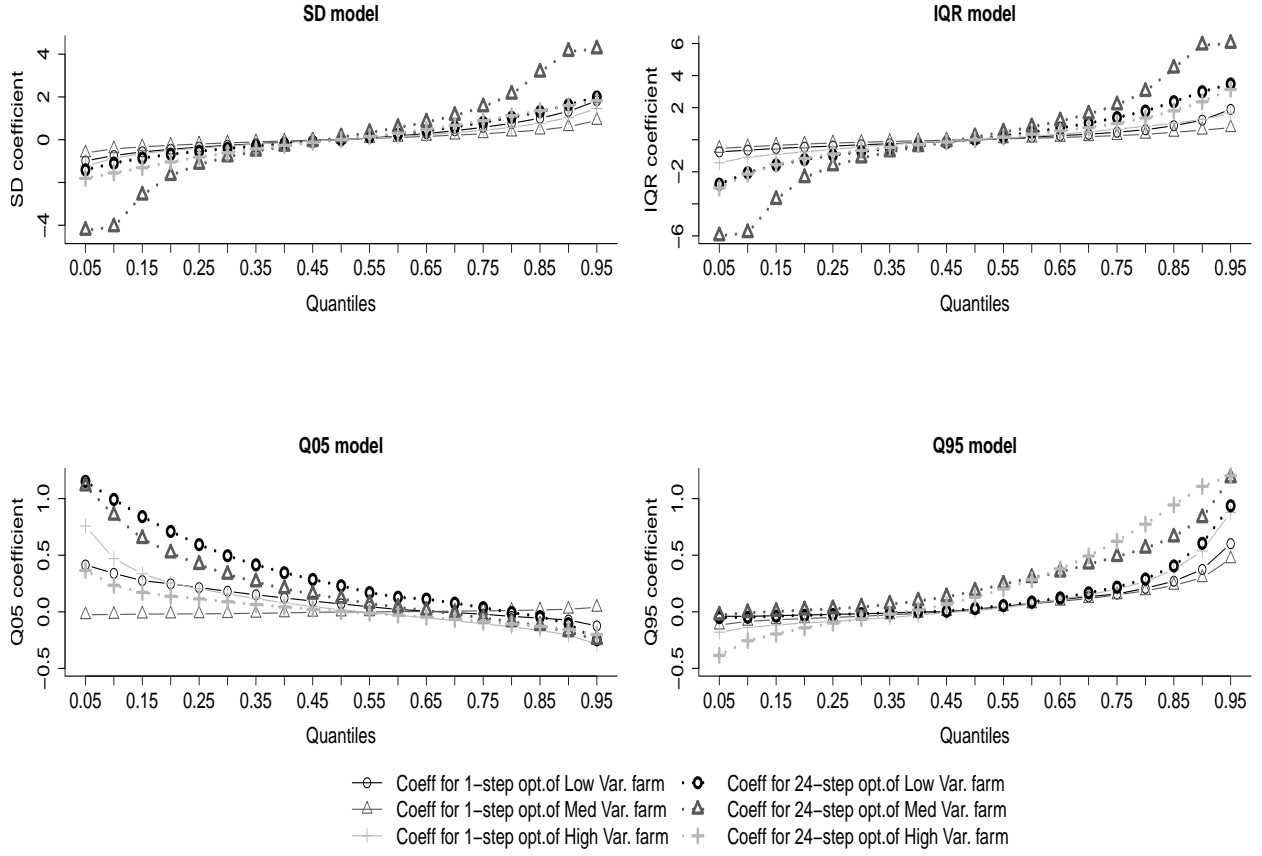 SD model
IQR model
SD coefficient
4
2
0
−4
IQR coefficient
6
4
2
−2
−6
0.05 0.15 0.25 0.35 0.45 0.55 0.65 0.75 0.85 0.95
0.05 0.15 0.25 0.35 0.45 0.55 0.65 0.75 0.85 0.95
Quantiles
Quantiles
Q05 model
Q95 model
Q05 coefficient
1.0
0.5
0.0
−0.5
Q95 coefficient
1.0
0.5
0.0
−0.5
0.05 0.15 0.25 0.35 0.45 0.55 0.65 0.75 0.85 0.95
0.05 0.15 0.25 0.35 0.45 0.55 0.65 0.75 0.85 0.95
Quantiles
Quantiles
Coeff for 1−step opt.of Low Var. farm
Coeff for 1−step opt.of Med Var. farm
Coeff for 1−step opt.of High Var. farm
Coeff for 24−step opt.of Low Var. farm
Coeff for 24−step opt.of Med Var. farm
Coeff for 24−step opt.of High Var. farm